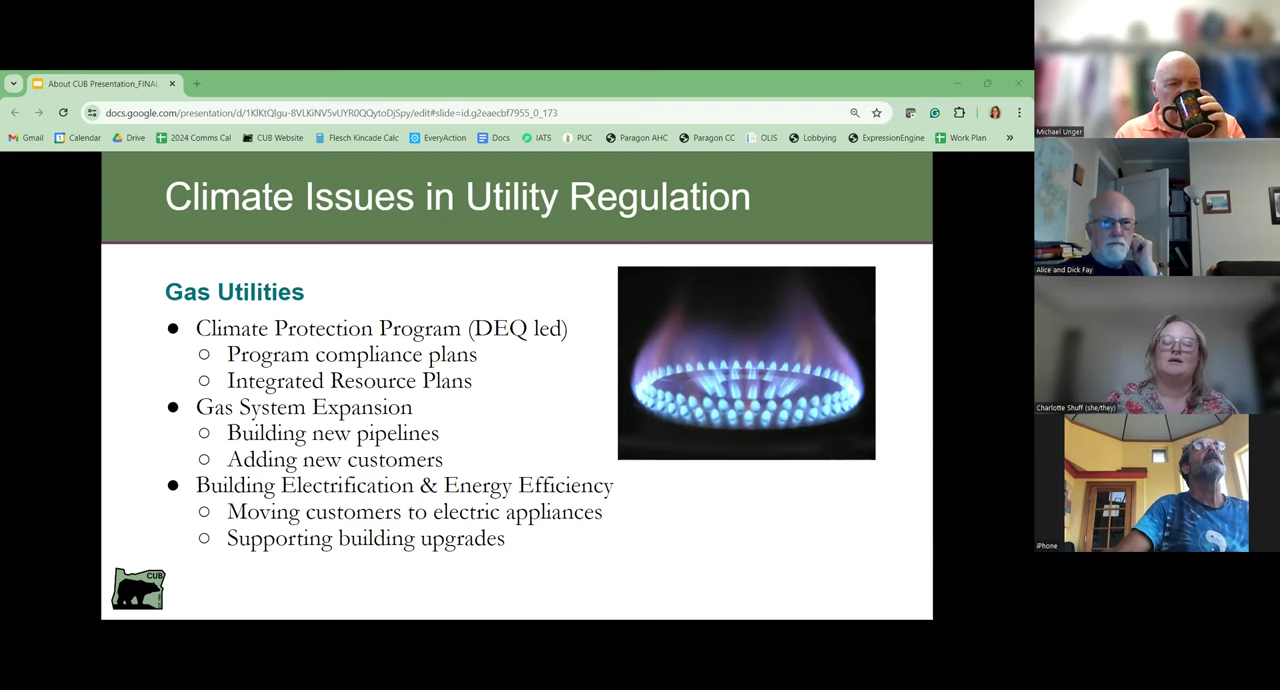 About CUB Presentation_FINAL
docs.google.com/presentation/d/1KlKtQlgu-8VLKiNV5vUYR0QQytoDjSpy/edit#slide=id.g2eaecbf7955_0_173
Gmail Calendar Drive 2024 Comms Cal CUB Website Flesch Kincade Calc EveryAction Docs IATS PUC Paragon AHC Paragon CC OLIS Lobbying ExpressionEngine Work Plan »
Climate Issues in Utility Regulation
Gas Utilities
● Climate Protection Program (DEQ led)
○ Program compliance plans
○ Integrated Resource Plans
● Gas System Expansion
○ Building new pipelines
○ Adding new customers
● Building Electrification & Energy Efficiency
○ Moving customers to electric appliances
○ Supporting building upgrades
CUB
Michael Unger
Alice and Dick Fay
Charlotte Shuff (she/they)
iPhone